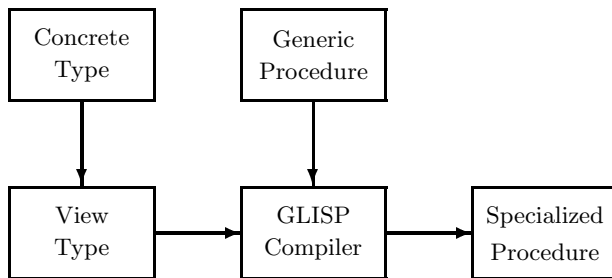 Concrete
Type
Generic
Procedure
View
Type
GLISP
Compiler
Specialized
Procedure